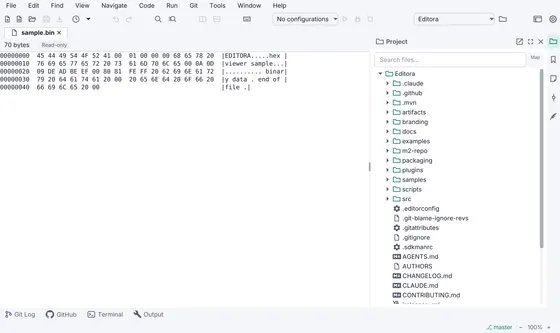 File Edit Find View Navigate Code Run Git Tools Window Help
No configurations Editora
sample.bin
70 bytes Read-only
00000000 45 44 49 54 4F 52 41 00 01 00 00 00 68 65 78 20 |EDITORA.....hex |
00000010 76 69 65 77 65 72 20 73 61 6D 70 6C 65 00 0A 0D |viewer sample...|
00000020 09 DE AD BE EF 00 80 81 FE FF 20 62 69 6E 61 72 |.......... binar|
00000030 79 20 64 61 74 61 20 00 20 65 6E 64 20 6F 66 20 |y data . end of |
00000040 66 69 6C 65 20 00 |file .|
Project
Search files...
Map
Editora
.claude
.github
.mvn
artifacts
branding
docs
examples
m2-repo
packaging
plugins
samples
scripts
src
.editorconfig
.git-blame-ignore-revs
.gitattributes
.gitignore
.sdkmanrc
AGENTS.md
AUTHORS
CHANGELOG.md
CLAUDE.md
CONTRIBUTING.md
Git Log GitHub Terminal Output
master − 100% +